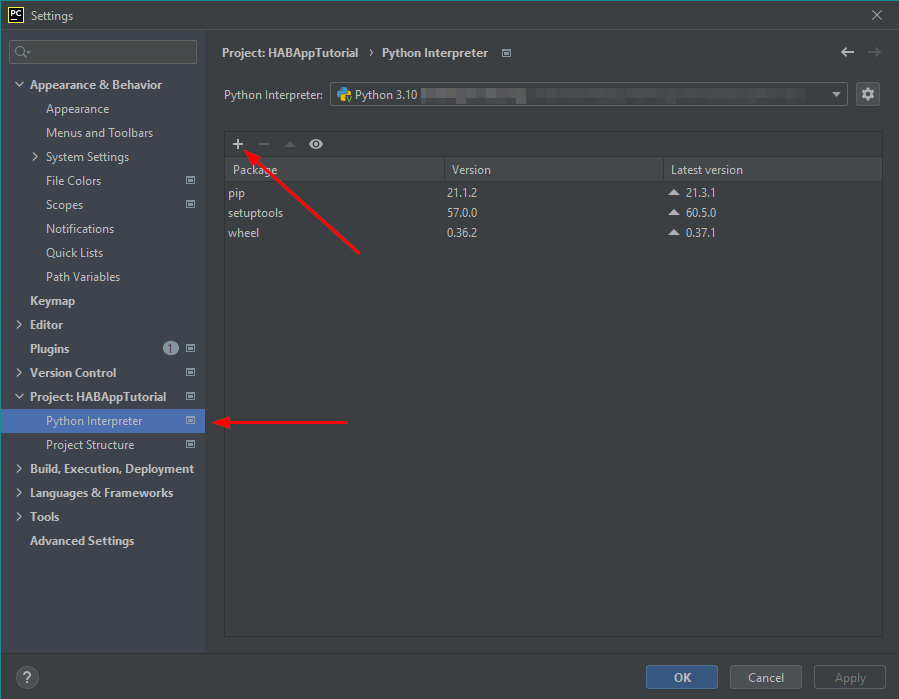 PC Settings
Project: HABAppTutorial › Python Interpreter
Python Interpreter: Python 3.10
Appearance & Behavior
Appearance
Menus and Toolbars
System Settings
File Colors
Scopes
Notifications
Quick Lists
Path Variables
Keymap
Editor
Plugins 1
Version Control
Project: HABAppTutorial
Python Interpreter
Project Structure
Build, Execution, Deployment
Languages & Frameworks
Tools
Advanced Settings
Package Version Latest version
pip 21.1.2 21.3.1
setuptools 57.0.0 60.5.0
wheel 0.36.2 0.37.1
? OK Cancel Apply